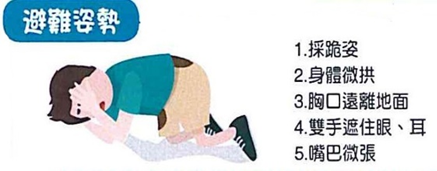 避難姿勢
1.採跪姿
2.身體微拱
3.胸口遠離地面
4.雙手遮住眼、耳
5.嘴巴微張